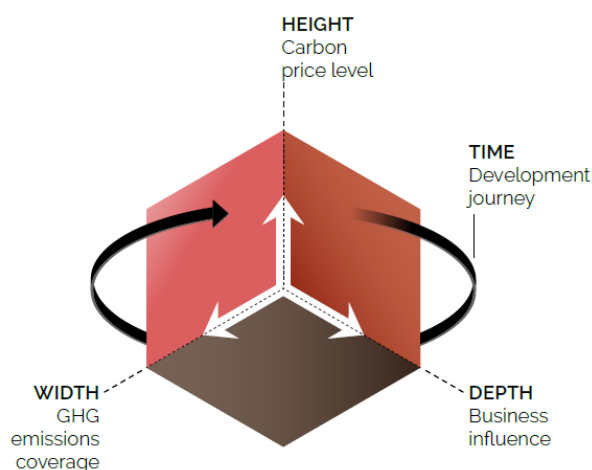 HEIGHT
Carbon
price level
TIME
Development
journey
WIDTH
GHG
emissions
coverage
DEPTH
Business
influence